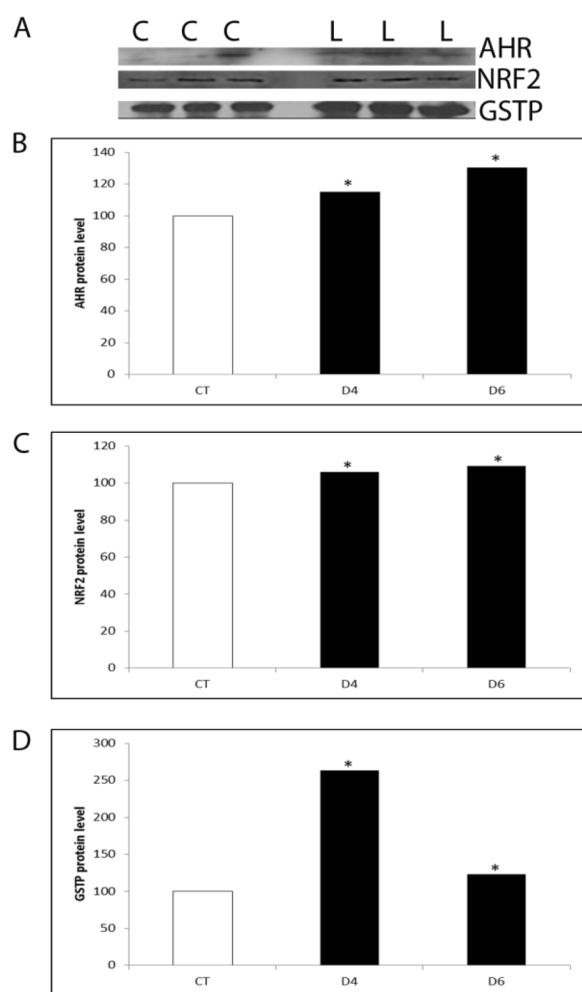 A
C C C L L L
AHR
NRF2
GSTP
B
AHR protein level
140
120
100
80
60
40
20
0
*
*
CT D4 D6
C
NRF2 protein level
120
100
80
60
40
20
0
*
*
CT D4 D6
D
GSTP protein level
300
250
200
150
100
50
0
*
*
CT D4 D6